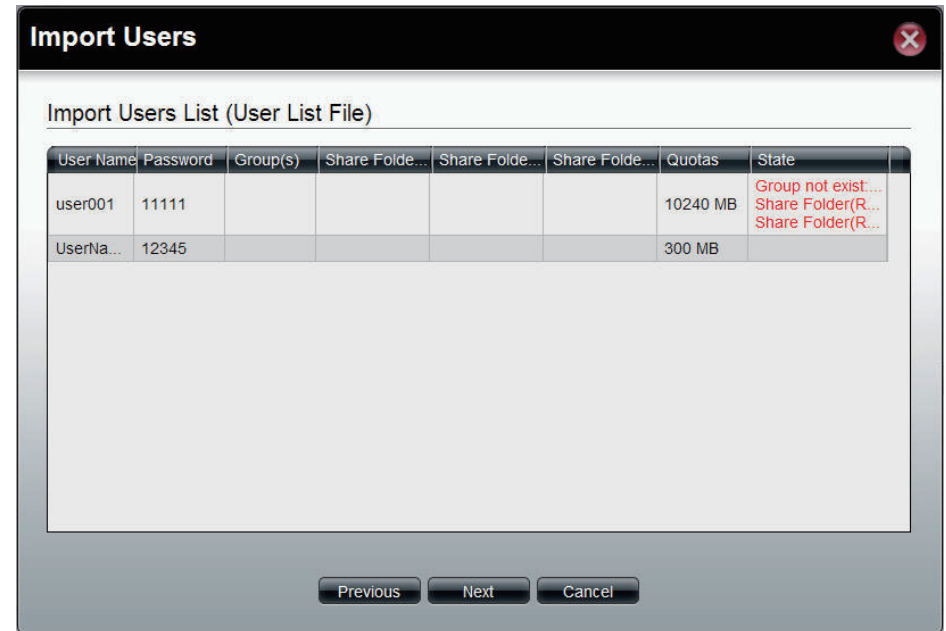 Import Users
Import Users List (User List File)
User Name Password Group(s) Share Folde... Share Folde... Share Folde... Quotas State
user001 11111 10240 MB Group not exist:...
Share Folder(R...
Share Folder(R...
UserNa... 12345 300 MB
Previous Next Cancel